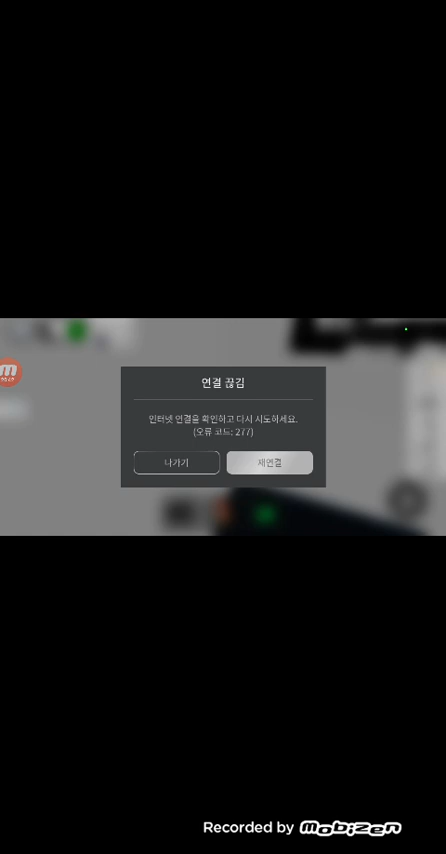 연결 끊김
인터넷 연결을 확인하고 다시 시도하세요.
(오류 코드: 277)
나가기
재연결
Recorded by mobizen